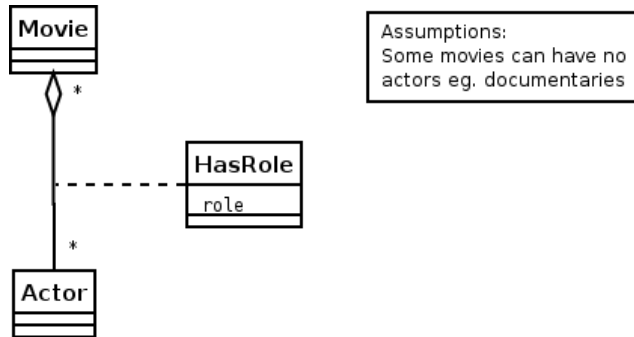 Movie
*
Assumptions:
Some movies can have no
actors eg. documentaries
HasRole
role
*
Actor